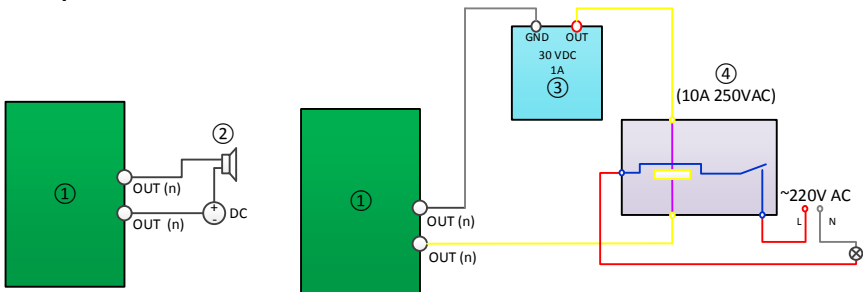 ①
OUT (n)
OUT (n)
②
+
-
DC
①
OUT (n)
OUT (n)
GND OUT
30 VDC
1A
③
④
(10A 250VAC)
~220V AC
L N